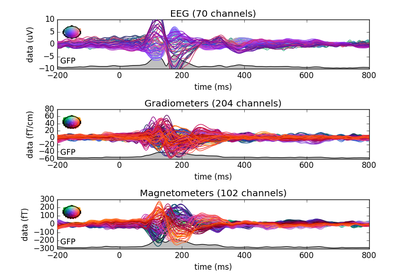 EEG (70 channels)
10
5
0
−5
−10
data (uV)
GFP
−200 0 200 400 600 800
time (ms)
Gradiometers (204 channels)
80
60
40
20
0
−20
−40
−60
data (fT/cm)
GFP
−200 0 200 400 600 800
time (ms)
Magnetometers (102 channels)
300
200
100
0
−100
−200
−300
data (fT)
GFP
−200 0 200 400 600 800
time (ms)